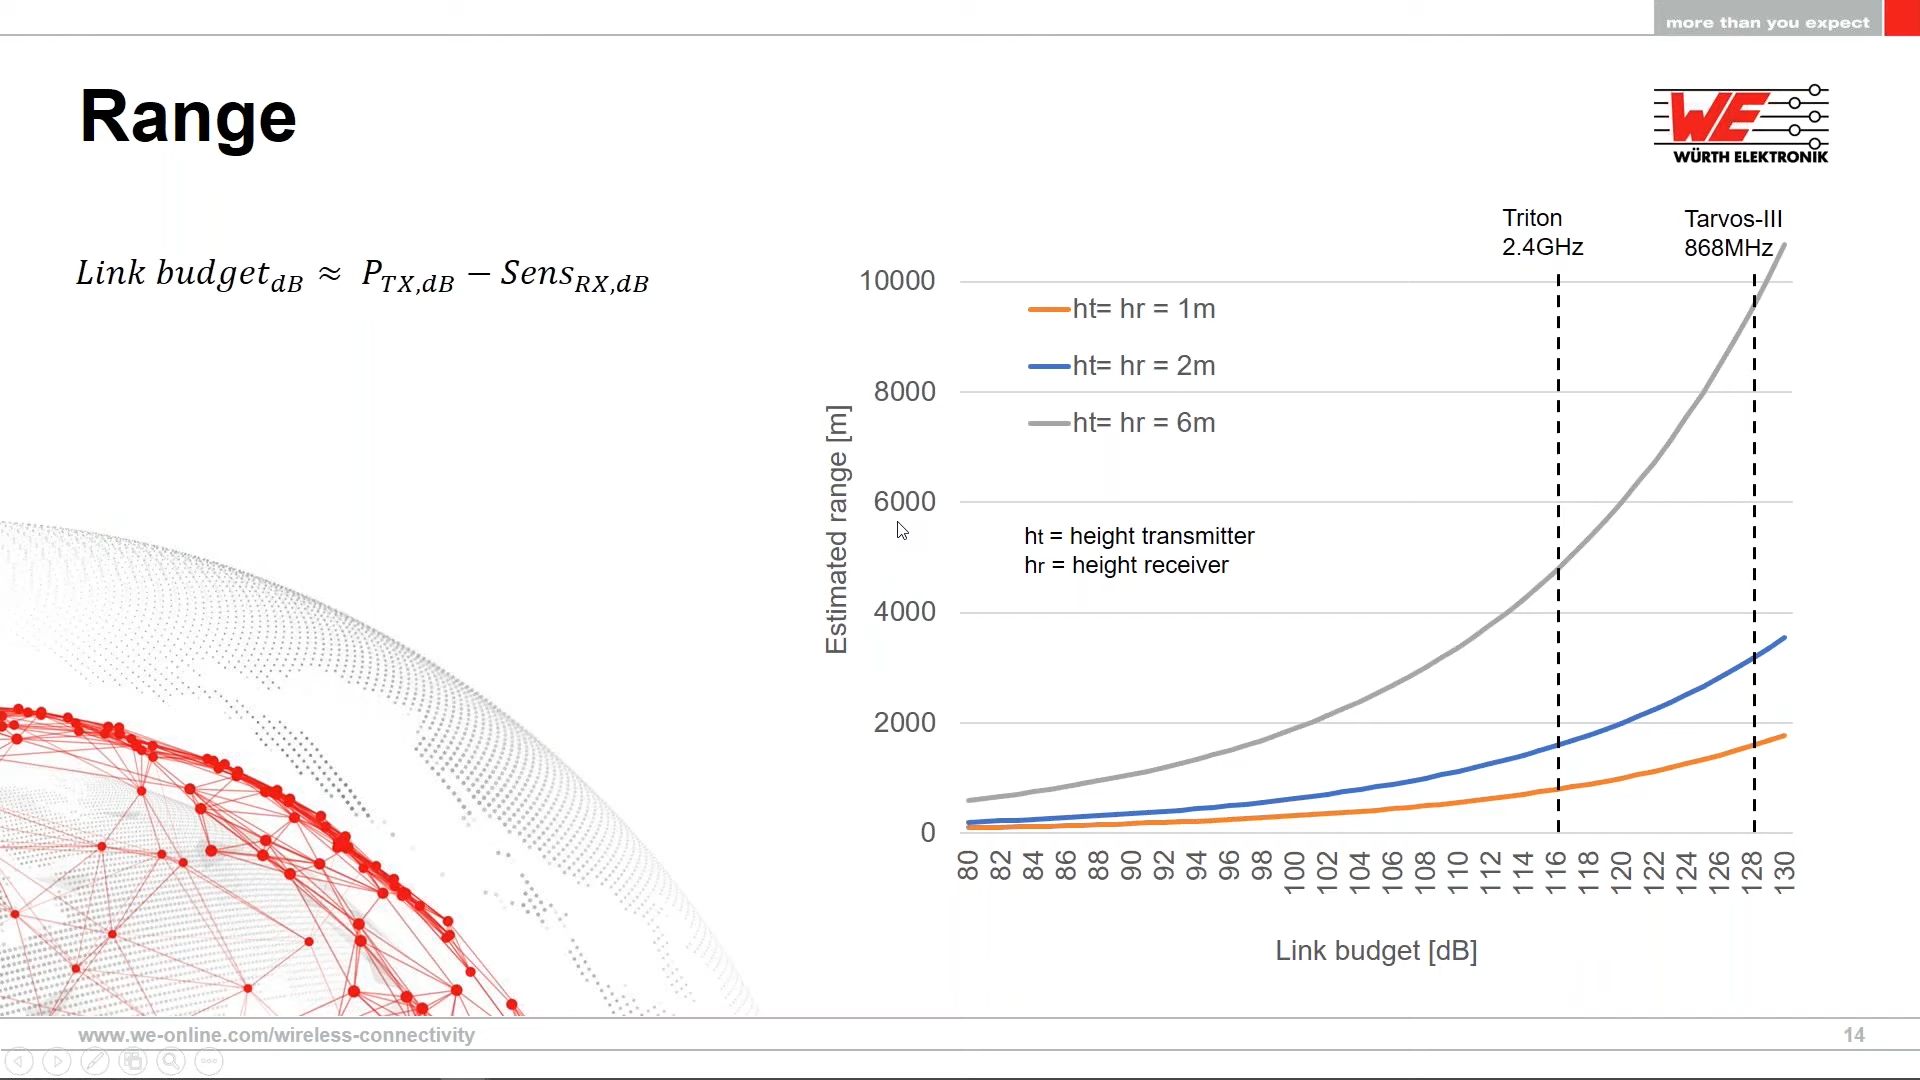 more than you expect
Range
WE
WÜRTH ELEKTRONIK
Link budget_dB ≈ P_TX,dB − Sens_RX,dB
Triton
2.4GHz
Tarvos-III
868MHz
10000
8000
6000
4000
2000
0
Estimated range [m]
ht= hr = 1m
ht= hr = 2m
ht= hr = 6m
ht = height transmitter
hr = height receiver
80 82 84 86 88 90 92 94 96 98 100 102 104 106 108 110 112 114 116 118 120 122 124 126 128 130
Link budget [dB]
www.we-online.com/wireless-connectivity
14